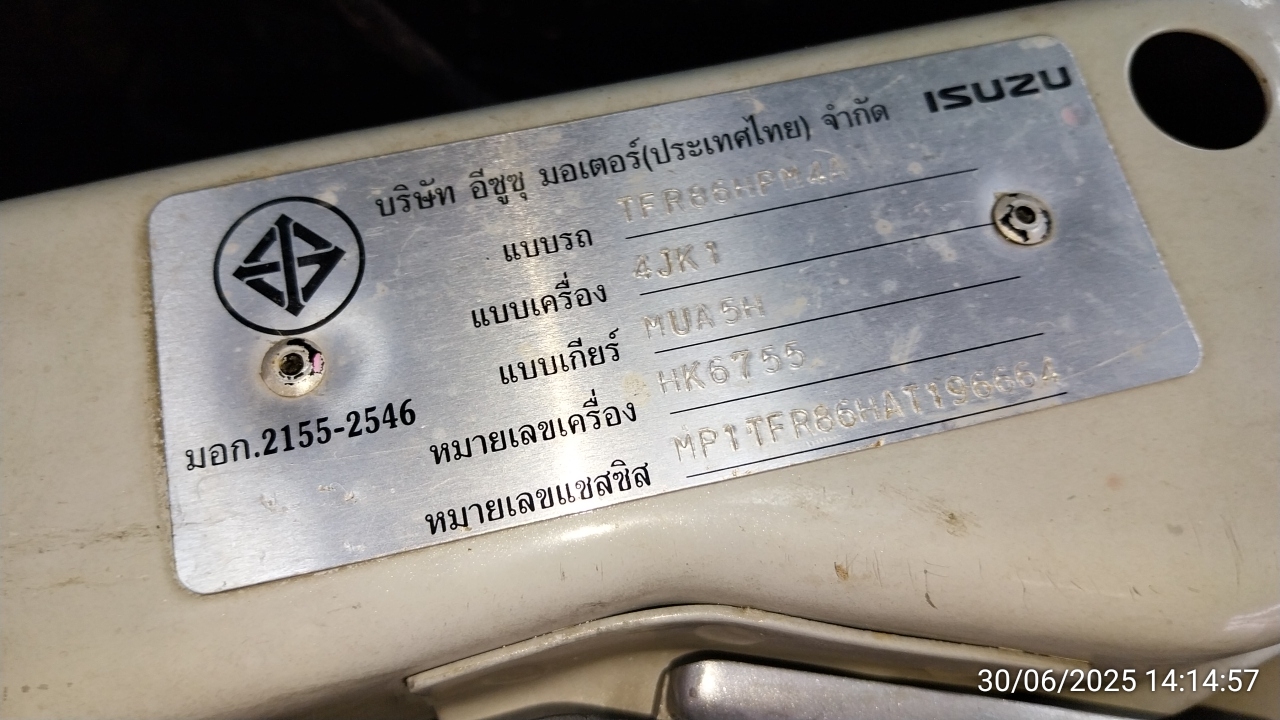 ISUZU
บริษัท อีซูซุ มอเตอร์(ประเทศไทย) จำกัด
แบบรถ TFR86HPM4A
แบบเครื่อง 4JK1
แบบเกียร์ MUA5H
หมายเลขเครื่อง HK6755
หมายเลขแชสซิส MP1TFR86HAT196664
มอก.2155-2546
30/06/2025 14:14:57